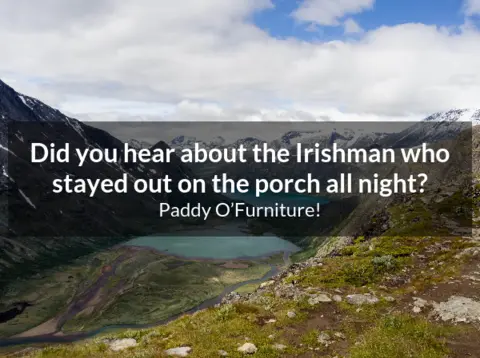 Did you hear about the Irishman who
stayed out on the porch all night?
Paddy O’Furniture!